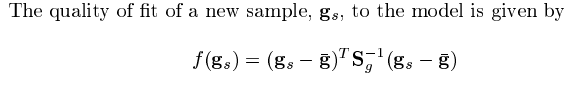 The quality of fit of a new sample, gₛ, to the model is given by
f(gₛ) = (gₛ − ḡ)ᵀ S_g⁻¹ (gₛ − ḡ)